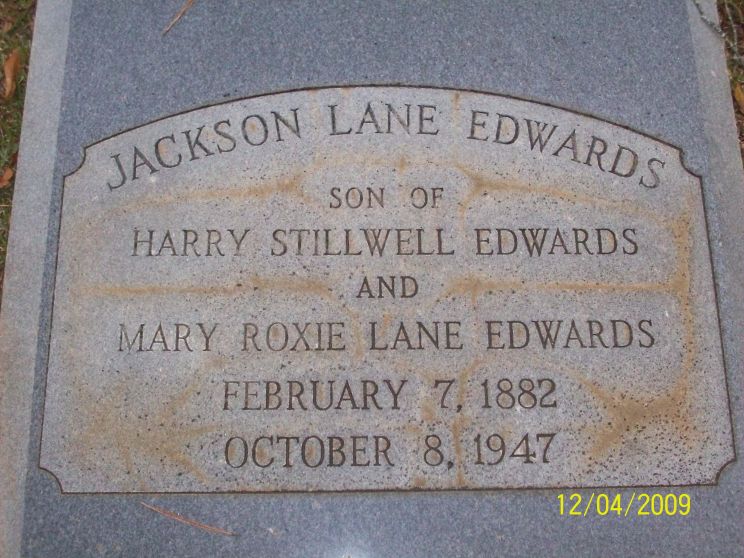 JACKSON LANE EDWARDS
SON OF
HARRY STILLWELL EDWARDS
AND
MARY ROXIE LANE EDWARDS
FEBRUARY 7, 1882
OCTOBER 8, 1947
12/04/2009